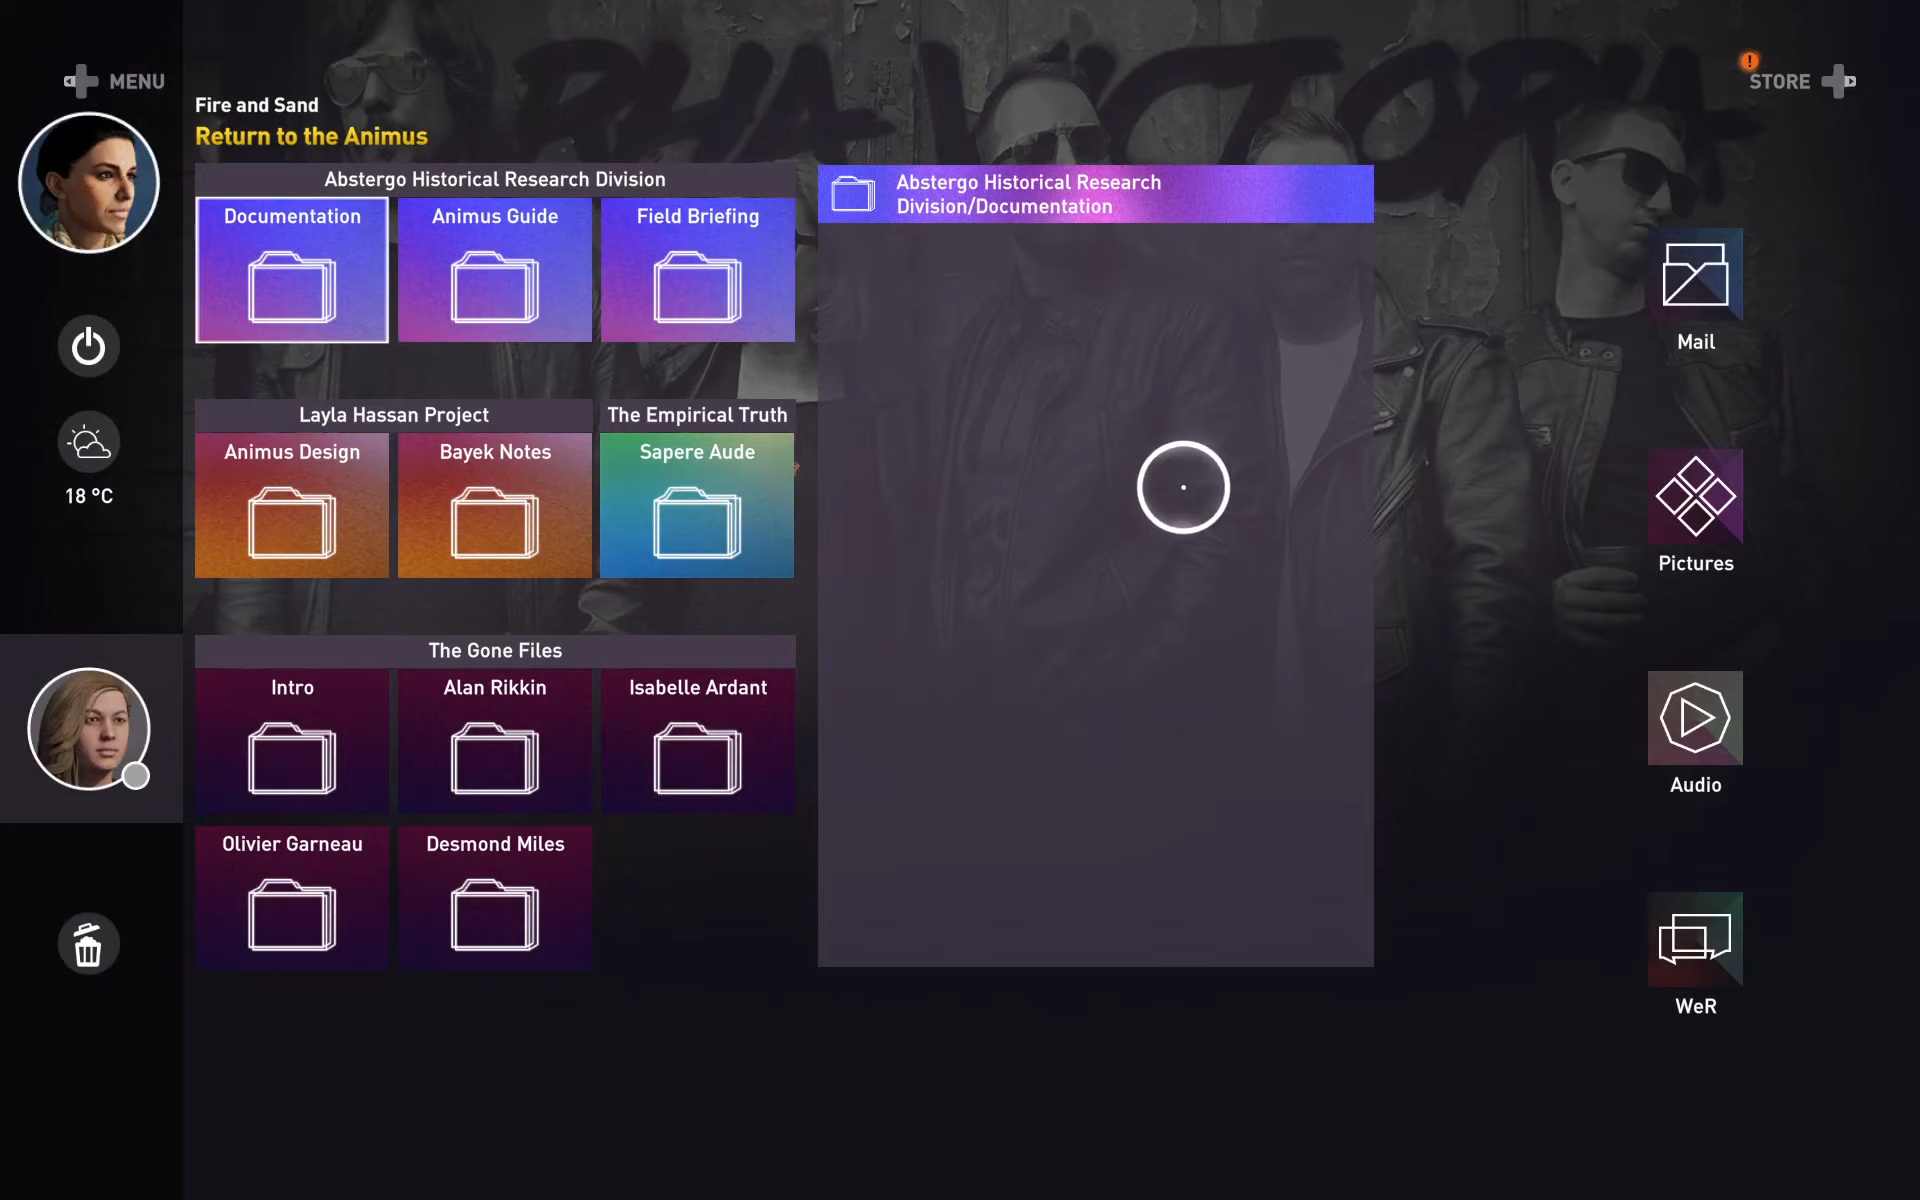 MENU
!
STORE
Fire and Sand
Return to the Animus
Abstergo Historical Research Division
Documentation
Animus Guide
Field Briefing
Abstergo Historical Research
Division/Documentation
Mail
Layla Hassan Project
The Empirical Truth
Animus Design
Bayek Notes
Sapere Aude
18 °C
Pictures
The Gone Files
Intro
Alan Rikkin
Isabelle Ardant
Audio
Olivier Garneau
Desmond Miles
WeR